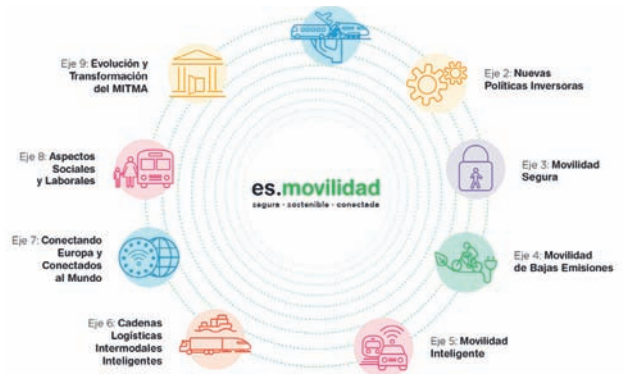 es.movilidad
segura · sostenible · conectada
Eje 2: Nuevas
Políticas Inversoras
Eje 3: Movilidad
Segura
Eje 4: Movilidad
de Bajas Emisiones
Eje 5: Movilidad
Inteligente
Eje 6: Cadenas
Logísticas
Intermodales
Inteligentes
Eje 7: Conectando
Europa y
Conectados
al Mundo
Eje 8: Aspectos
Sociales
y Laborales
Eje 9: Evolución y
Transformación
del MITMA